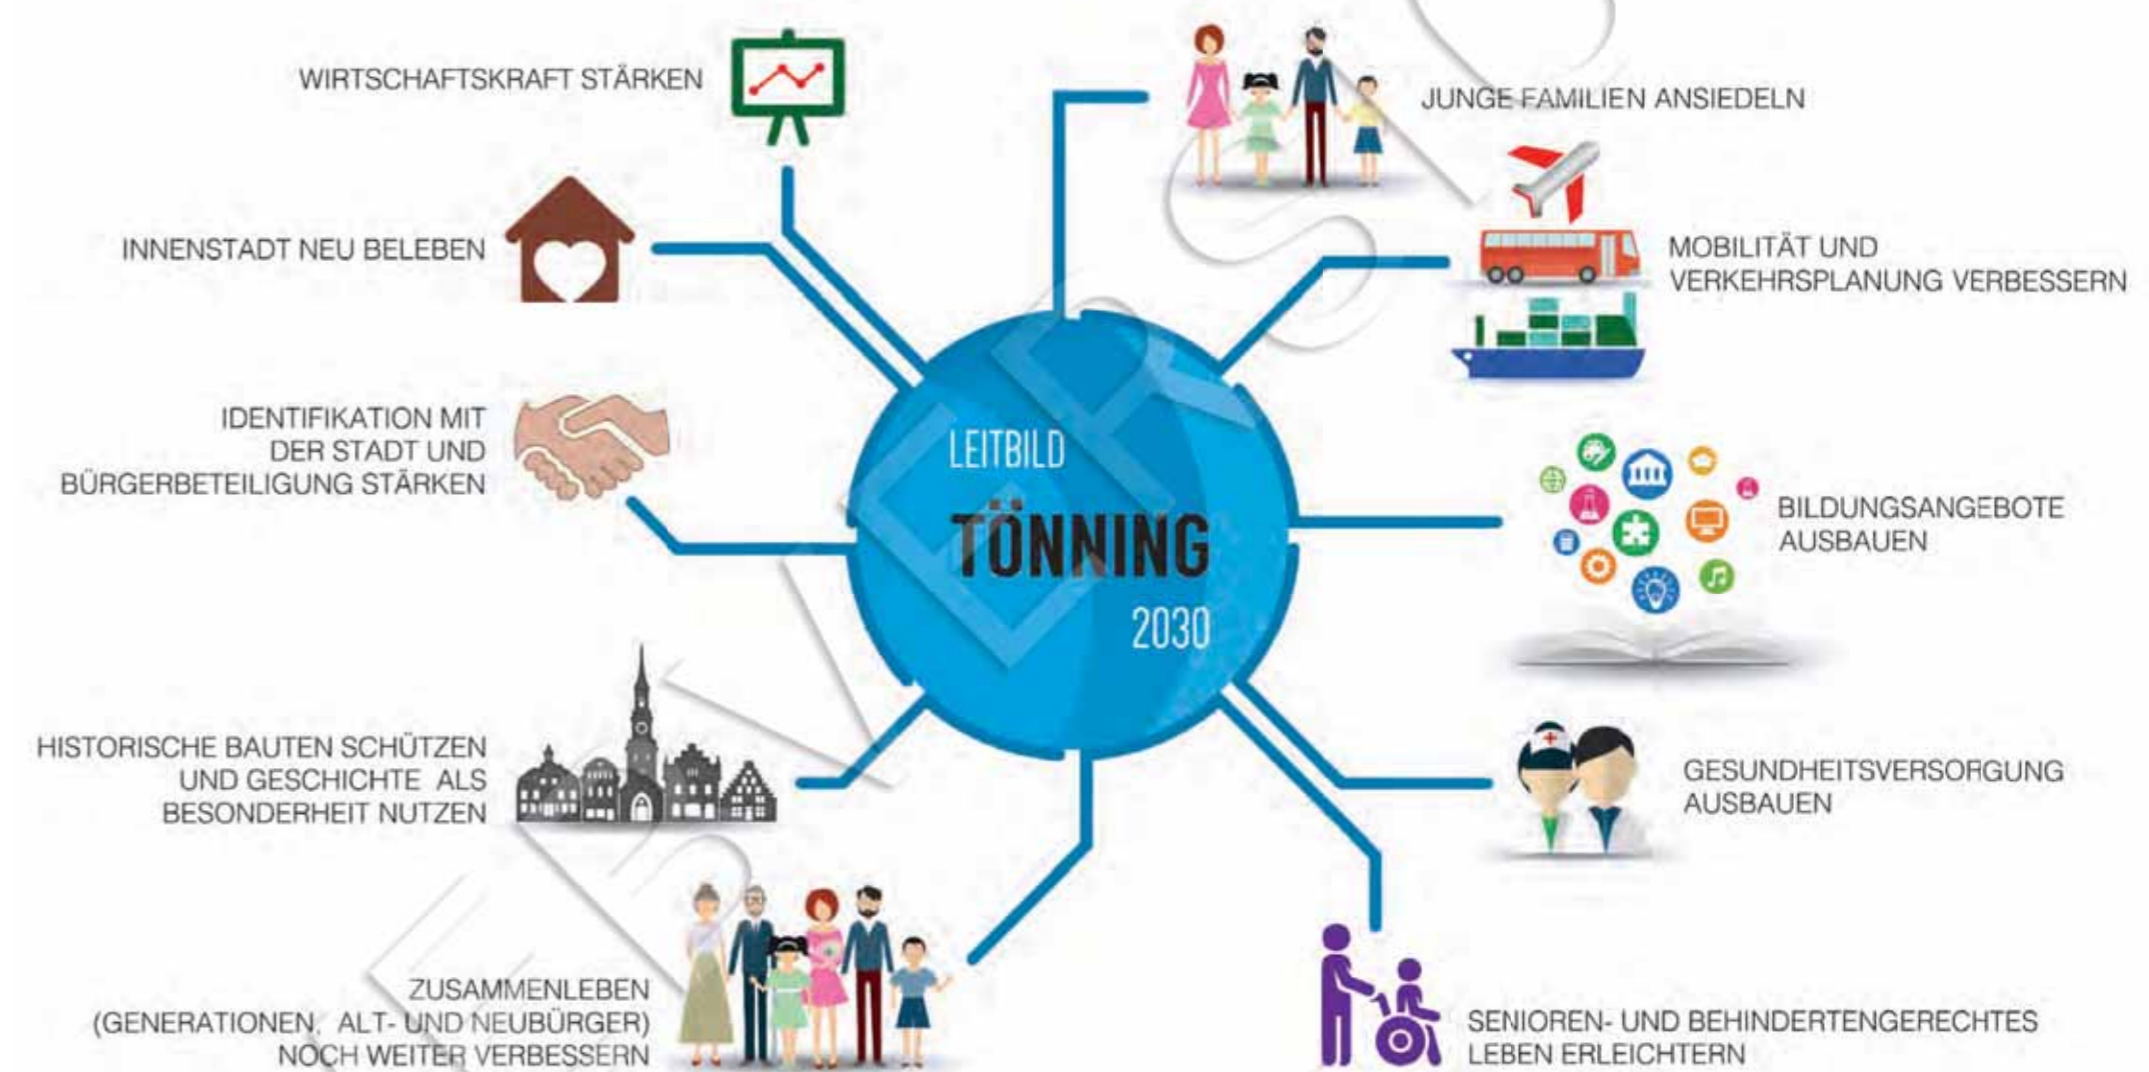 WIRTSCHAFTSKRAFT STÄRKEN
JUNGE FAMILIEN ANSIEDELN
INNENSTADT NEU BELEBEN
MOBILITÄT UND
VERKEHRSPLANUNG VERBESSERN
IDENTIFIKATION MIT
DER STADT UND
BÜRGERBETEILIGUNG STÄRKEN
LEITBILD
TÖNNING
2030
BILDUNGSANGEBOTE
AUSBAUEN
HISTORISCHE BAUTEN SCHÜTZEN
UND GESCHICHTE ALS
BESONDERHEIT NUTZEN
GESUNDHEITSVERSORGUNG
AUSBAUEN
ZUSAMMENLEBEN
(GENERATIONEN, ALT- UND NEUBÜRGER)
NOCH WEITER VERBESSERN
SENIOREN- UND BEHINDERTENGERECHTES
LEBEN ERLEICHTERN